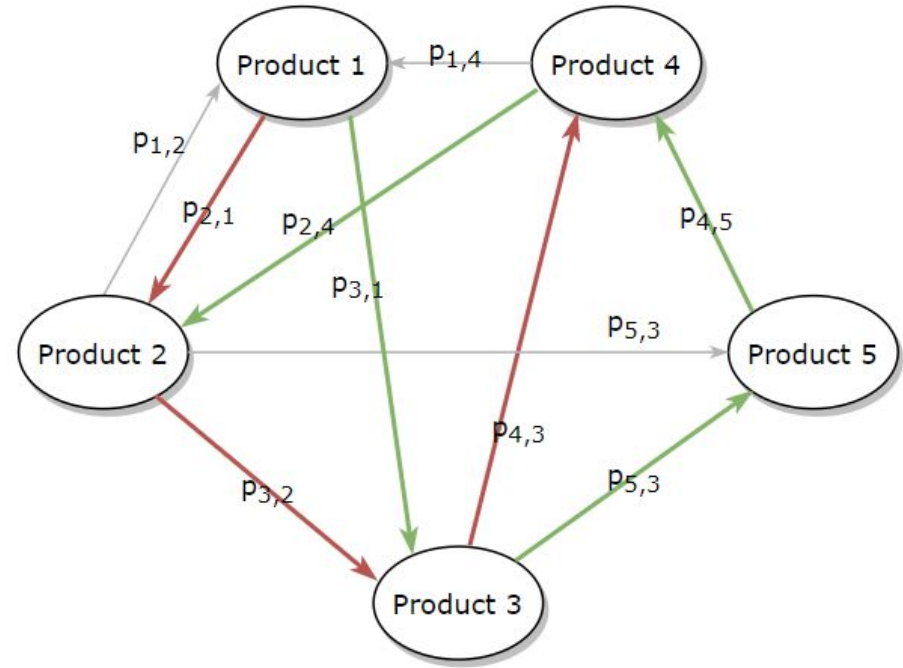 Product 1
p1,4
Product 4
p1,2
p2,1
p2,4
p4,5
p3,1
p5,3
Product 2
Product 5
p4,3
p3,2
p5,3
Product 3